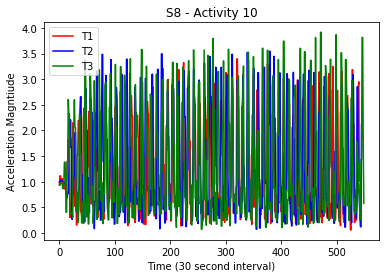 S8 - Activity 10
T1
T2
T3
Acceleration Magntiude
4.0
3.5
3.0
2.5
2.0
1.5
1.0
0.5
0.0
0 100 200 300 400 500
Time (30 second interval)